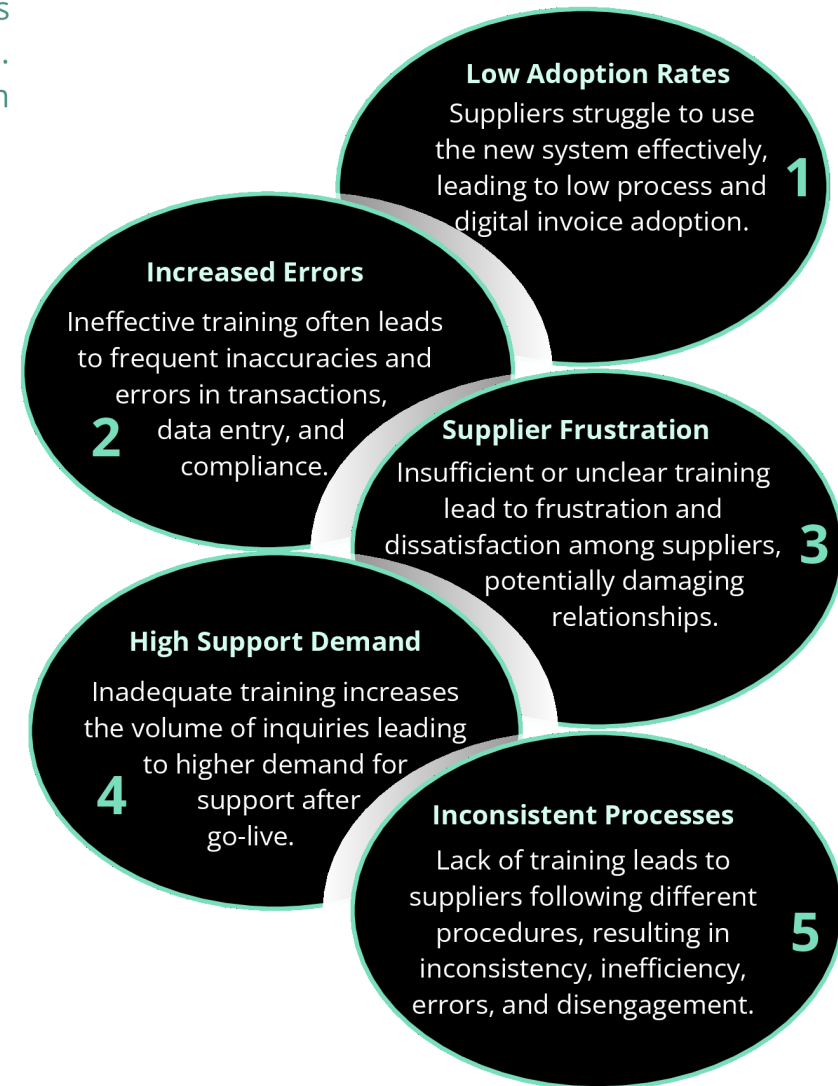 s
.
n
Low Adoption Rates
Suppliers struggle to use
the new system effectively,
leading to low process and
digital invoice adoption.
1
Increased Errors
Ineffective training often leads
to frequent inaccuracies and
errors in transactions,
data entry, and
compliance.
2
Supplier Frustration
Insufficient or unclear training
lead to frustration and
dissatisfaction among suppliers,
potentially damaging
relationships.
3
High Support Demand
Inadequate training increases
the volume of inquiries leading
to higher demand for
support after
go-live.
4
Inconsistent Processes
Lack of training leads to
suppliers following different
procedures, resulting in
inconsistency, inefficiency,
errors, and disengagement.
5